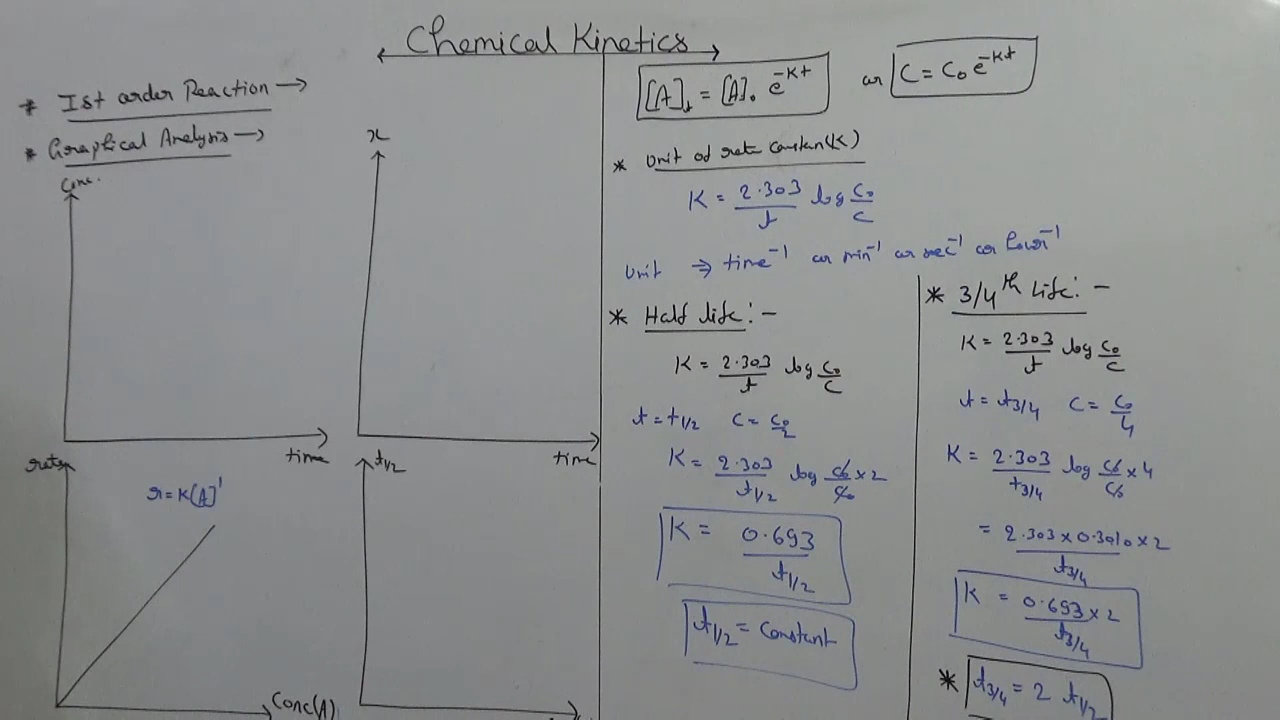 Chemical Kinetics
* Ist order Reaction →
* Graphical Analysis →
Conc.
time
x
time
rate
r = K[A]¹
Conc(A)
t1/2
[A]t = [A]₀ e^-Kt or C = C₀ e^-Kt
* Unit of rate constan(K)
K = 2.303/t log C₀/C
Unit ⇒ time⁻¹ or min⁻¹ or sec⁻¹ or hour⁻¹
* Half life:-
K = 2.303/t log C₀/C
t = t1/2 C = C₀/2
K = 2.303/t1/2 log C₀/C₀ × 2
K = 0.693/t1/2
t1/2 = Constant
* 3/4th Life:-
K = 2.303/t log C₀/C
t = t3/4 C = C₀/4
K = 2.303/t3/4 log C₀/C₀ × 4
= 2.303 × 0.3010 × 2/t3/4
K = 0.693 × 2/t3/4
* t3/4 = 2 t1/2